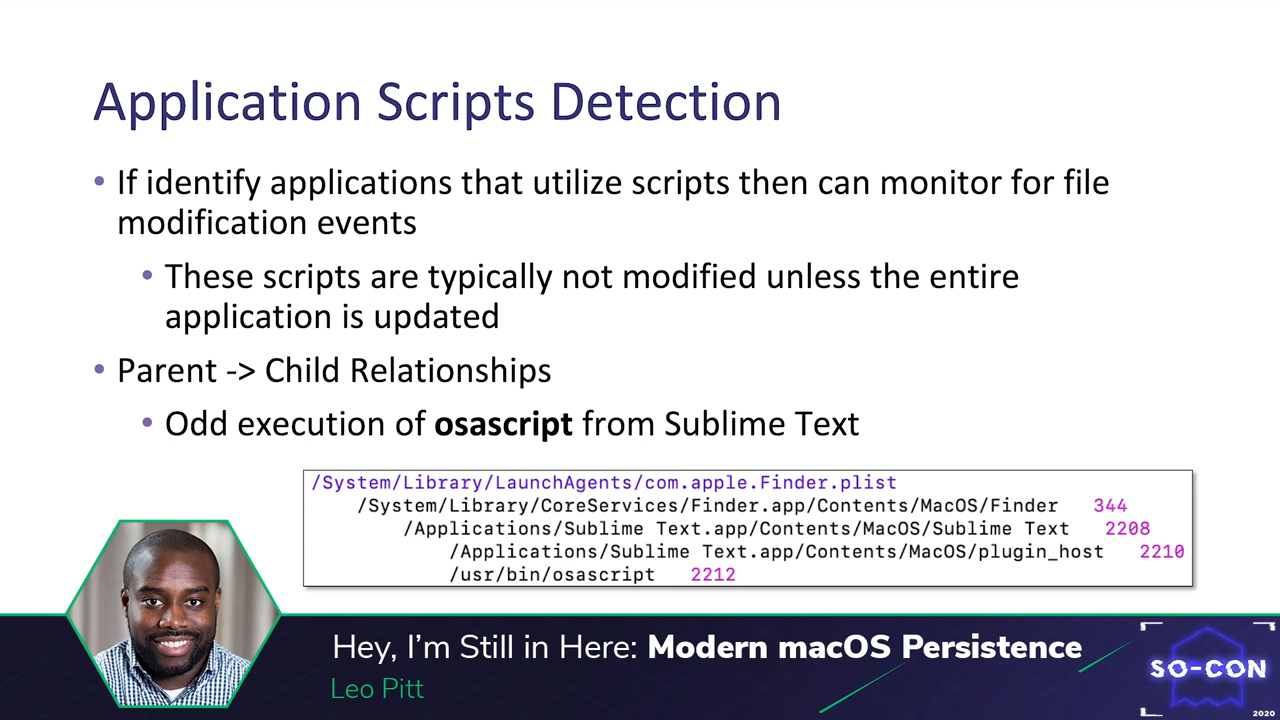 Application Scripts Detection
• If identify applications that utilize scripts then can monitor for file
modification events
• These scripts are typically not modified unless the entire
application is updated
• Parent -> Child Relationships
• Odd execution of osascript from Sublime Text
/System/Library/LaunchAgents/com.apple.Finder.plist
/System/Library/CoreServices/Finder.app/Contents/MacOS/Finder 344
/Applications/Sublime Text.app/Contents/MacOS/Sublime Text 2208
/Applications/Sublime Text.app/Contents/MacOS/plugin_host 2210
/usr/bin/osascript 2212
Hey, I'm Still in Here: Modern macOS Persistence
Leo Pitt
SO-CON
2020